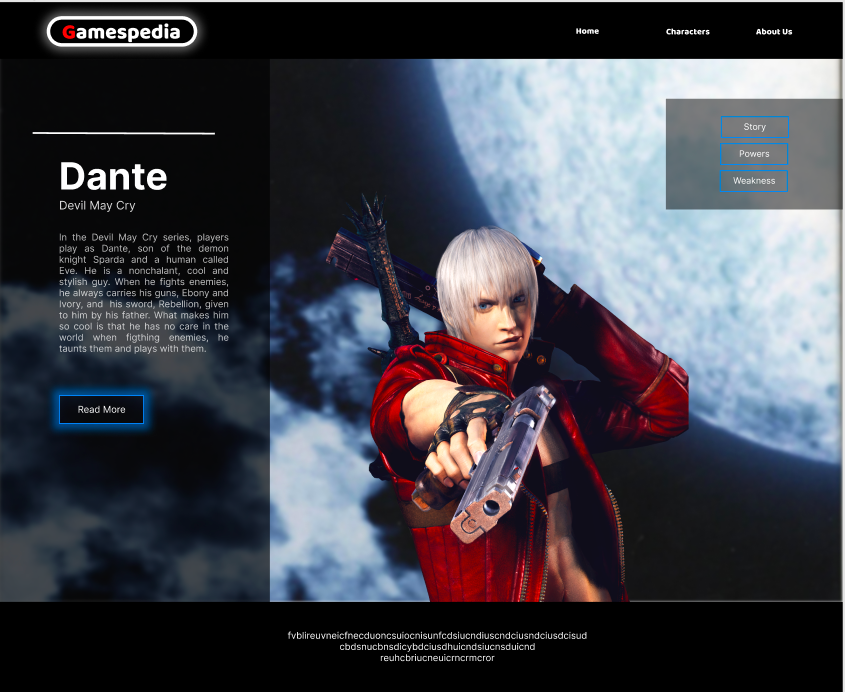 Gamespedia
Home
Characters
About Us
Story
Powers
Weakness
Dante
Devil May Cry
In the Devil May Cry series, players
play as Dante, son of the demon
knight Sparda and a human called
Eve. He is a nonchalant, cool and
stylish guy. When he fights enemies,
he always carries his guns, Ebony and
Ivory, and his sword, Rebellion, given
to him by his father. What makes him
so cool is that he has no care in the
world when figthing enemies, he
taunts them and plays with them.
Read More
fvblireuvneicfnecduoncsuiocnisunfcdsiucndiuscndciusndciusdcisud
cbdsnucbnsdicybdciusdhuicndsiucnsduicnd
reuhcbriucneuicrncrmcror